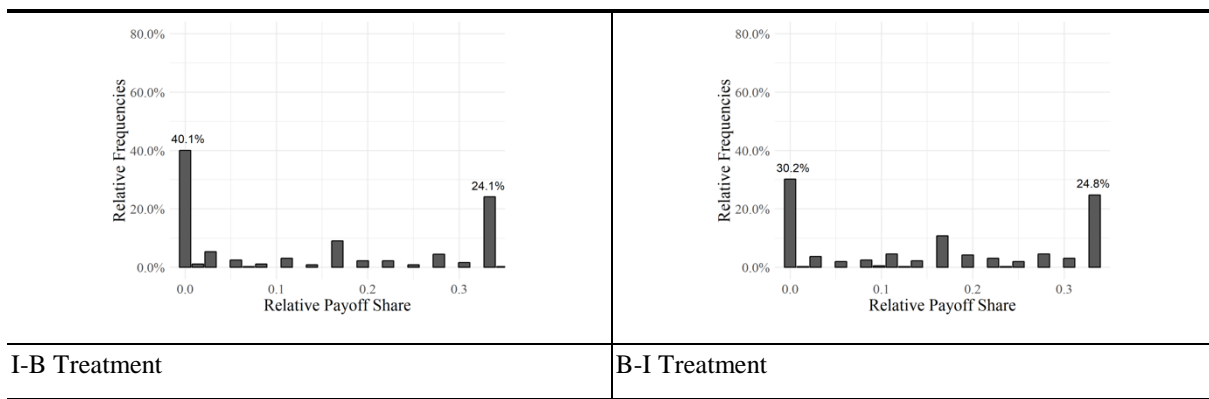 80.0%
60.0%
40.0%
20.0%
0.0%
Relative Frequencies
40.1%
24.1%
0.0 0.1 0.2 0.3
Relative Payoff Share
80.0%
60.0%
40.0%
20.0%
0.0%
Relative Frequencies
30.2%
24.8%
0.0 0.1 0.2 0.3
Relative Payoff Share
I-B Treatment
B-I Treatment